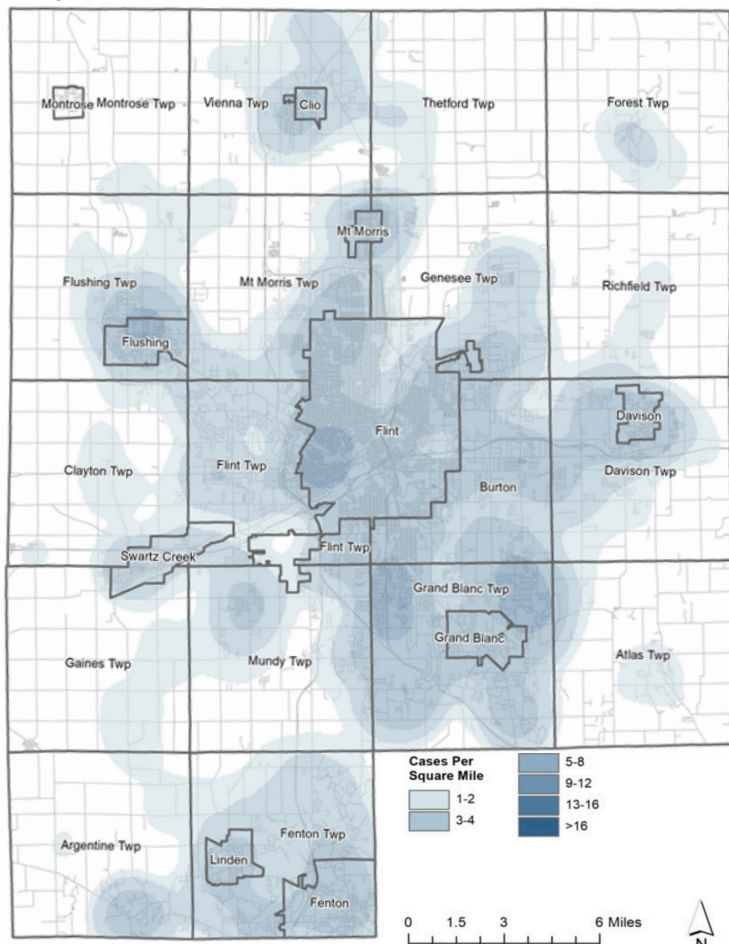 Montrose
Montrose Twp
Vienna Twp
Clio
Thetford Twp
Forest Twp
Mt Morris
Flushing Twp
Mt Morris Twp
Genesee Twp
Richfield Twp
Flushing
Flint
Davison
Clayton Twp
Flint Twp
Davison Twp
Burton
Swartz Creek
Flint Twp
Grand Blanc Twp
Grand Blanc
Gaines Twp
Mundy Twp
Atlas Twp
Cases Per
Square Mile
1-2
3-4
5-8
9-12
13-16
>16
Argentine Twp
Fenton Twp
Linden
Fenton
0 1.5 3 6 Miles
N